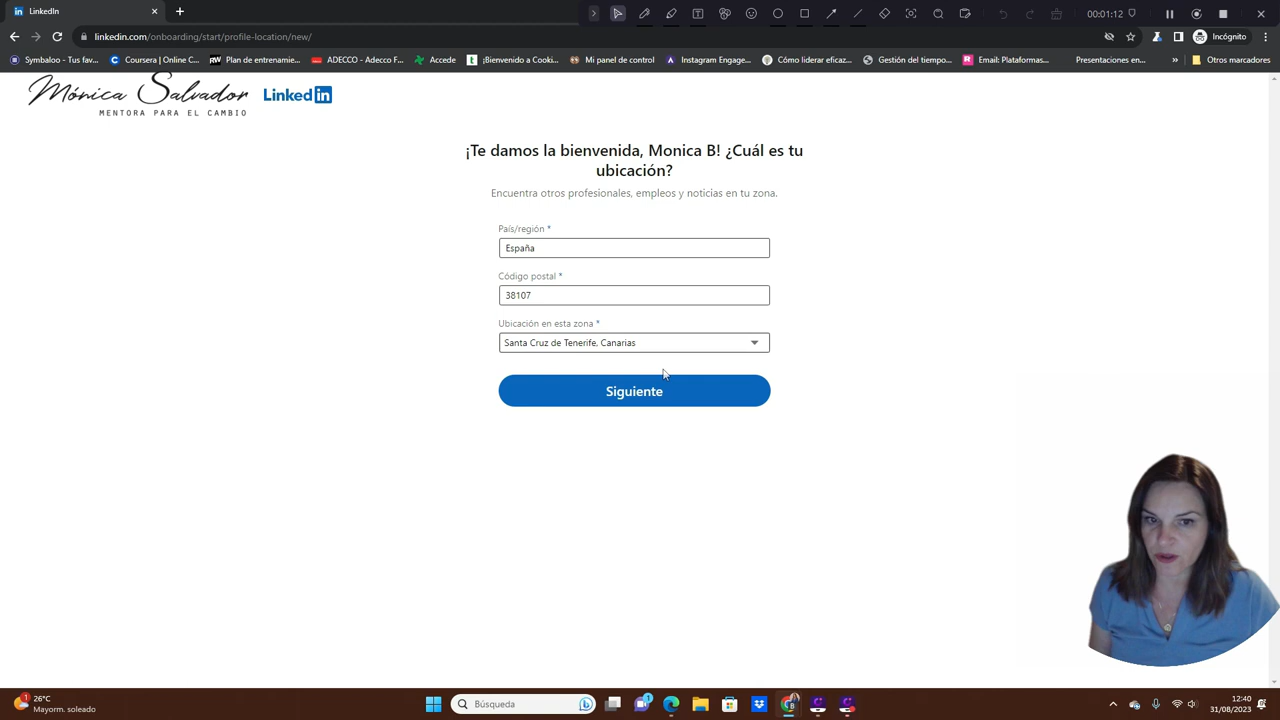 LinkedIn
00:01:12
linkedin.com/onboarding/start/profile-location/new/
Incógnito
Symbaloo - Tus fav...
Coursera | Online C...
Plan de entrenamie...
ADECCO - Adecco F...
Accede
¡Bienvenido a Cooki...
Mi panel de control
Instagram Engage...
Cómo liderar eficaz...
Gestión del tiempo...
Email: Plataformas...
Presentaciones en...
»
Otros marcadores
Mónica Salvador
MENTORA PARA EL CAMBIO
LinkedIn
¡Te damos la bienvenida, Monica B! ¿Cuál es tu
ubicación?
Encuentra otros profesionales, empleos y noticias en tu zona.
País/región *
España
Código postal *
38107
Ubicación en esta zona *
Santa Cruz de Tenerife, Canarias
Siguiente
26°C
Mayorm. soleado
Búsqueda
12:40
31/08/2023